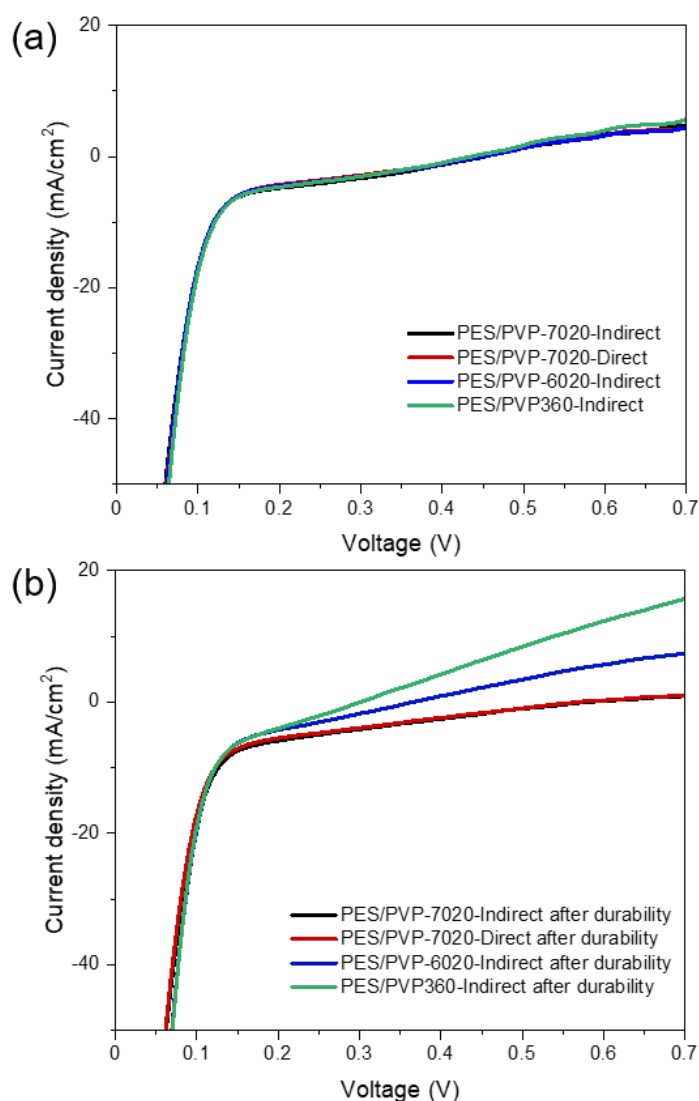 (a)
20
0
-20
-40
Current density (mA/cm²)
PES/PVP-7020-Indirect
PES/PVP-7020-Direct
PES/PVP-6020-Indirect
PES/PVP360-Indirect
0 0.1 0.2 0.3 0.4 0.5 0.6 0.7
Voltage (V)
(b)
20
0
-20
-40
Current density (mA/cm²)
PES/PVP-7020-Indirect after durability
PES/PVP-7020-Direct after durability
PES/PVP-6020-Indirect after durability
PES/PVP360-Indirect after durability
0 0.1 0.2 0.3 0.4 0.5 0.6 0.7
Voltage (V)